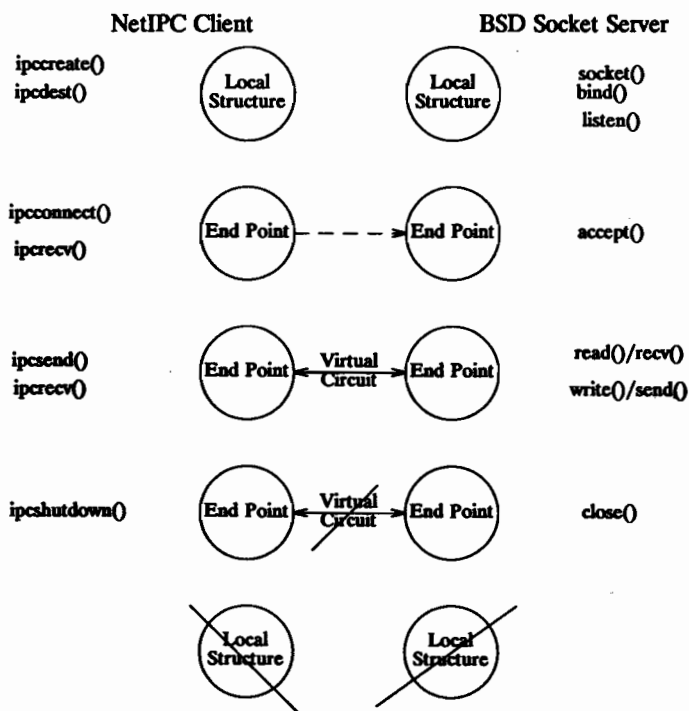 NetIPC Client BSD Socket Server
ipccreate()
ipcdest()
Local
Structure
Local
Structure
socket()
bind()
listen()
ipcconnect()
ipcrecv()
End Point
End Point
accept()
ipcsend()
ipcrecv()
End Point
Virtual
Circuit
End Point
read()/recv()
write()/send()
ipcshutdown()
End Point
Virtual
Circuit
End Point
close()
Local
Structure
Local
Structure